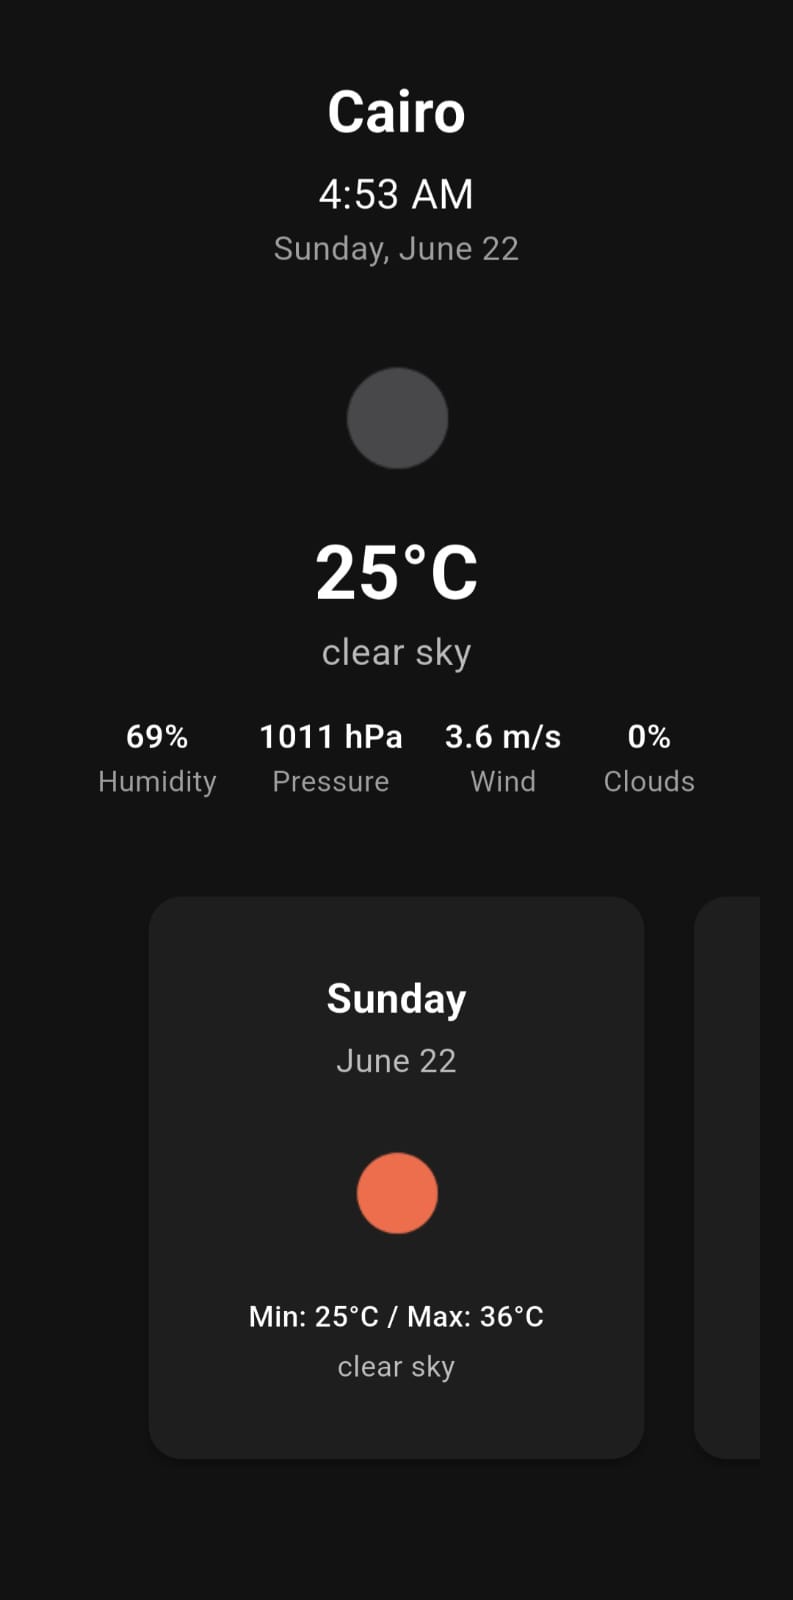 Cairo
4:53 AM
Sunday, June 22
25°C
clear sky
69% 1011 hPa 3.6 m/s 0%
Humidity Pressure Wind Clouds
Sunday
June 22
Min: 25°C / Max: 36°C
clear sky